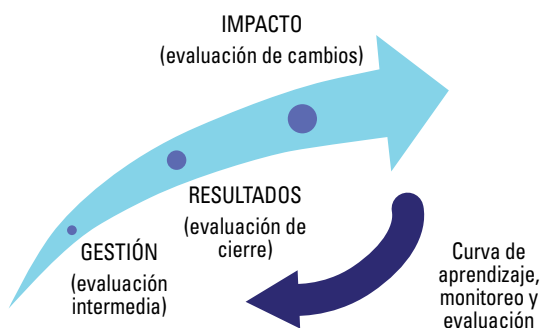 IMPACTO
(evaluación de cambios)
RESULTADOS
(evaluación de
cierre)
GESTIÓN
(evaluación
intermedia)
Curva de
aprendizaje,
monitoreo y
evaluación